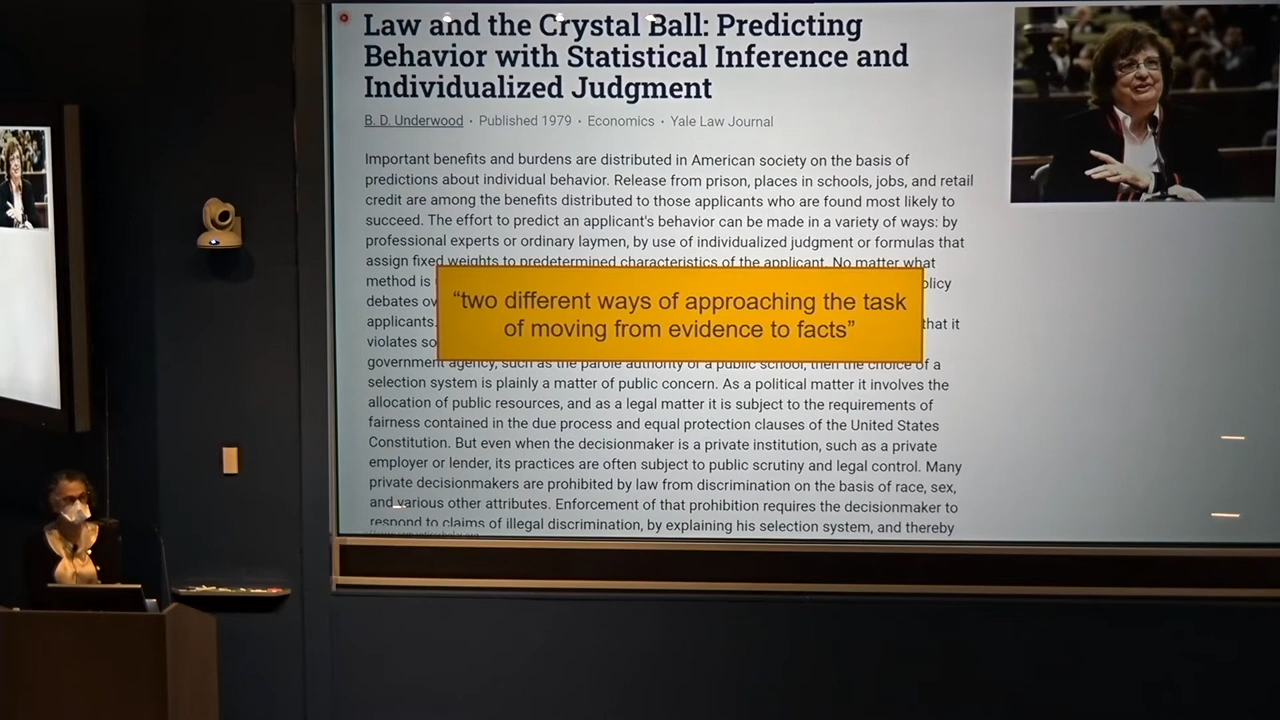 Law and the Crystal Ball: Predicting
Behavior with Statistical Inference and
Individualized Judgment
B. D. Underwood • Published 1979 • Economics • Yale Law Journal
Important benefits and burdens are distributed in American society on the basis of
predictions about individual behavior. Release from prison, places in schools, jobs, and retail
credit are among the benefits distributed to those applicants who are found most likely to
succeed. The effort to predict an applicant's behavior can be made in a variety of ways: by
professional experts or ordinary laymen, by use of individualized judgment or formulas that
assign fixed weights to predetermined characteristics of the applicant. No matter what
method is
debates
“two different ways of approaching the task
of moving from evidence to facts”
applicants. that it
violates
government agency, such as the parole authority or a public school, then the choice of a
selection system is plainly a matter of public concern. As a political matter it involves the
allocation of public resources, and as a legal matter it is subject to the requirements of
fairness contained in the due process and equal protection clauses of the United States
Constitution. But even when the decisionmaker is a private institution, such as a private
employer or lender, its practices are often subject to public scrutiny and legal control. Many
private decisionmakers are prohibited by law from discrimination on the basis of race, sex,
and various other attributes. Enforcement of that prohibition requires the decisionmaker to
respond to claims of illegal discrimination, by explaining his selection system, and thereby